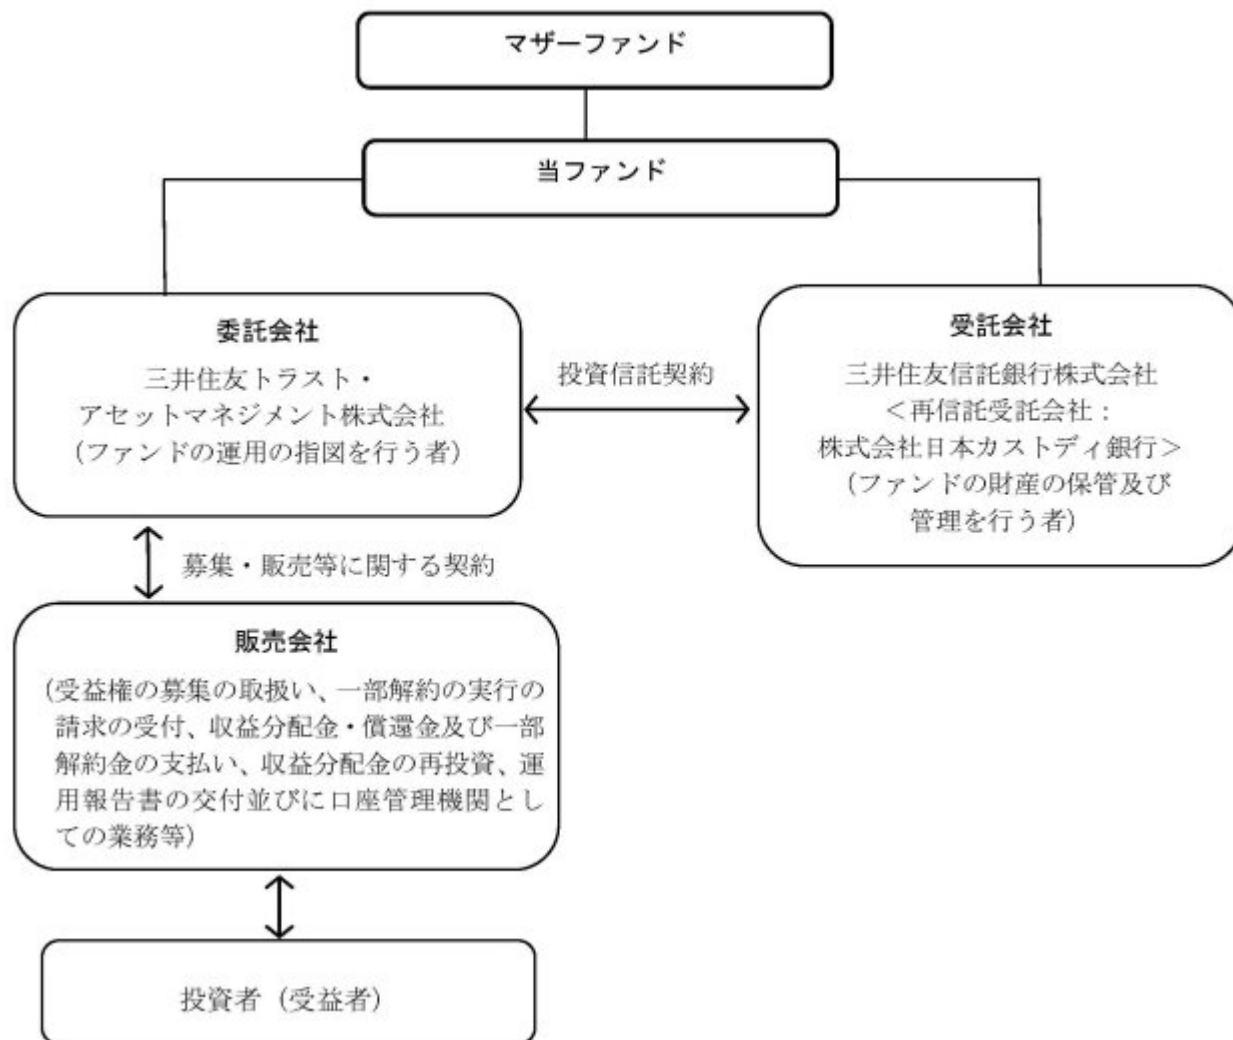 マザーファンド
当ファンド
委託会社
三井住友トラスト・
アセットマネジメント株式会社
（ファンドの運用の指図を行う者）
投資信託契約
受託会社
三井住友信託銀行株式会社
＜再信託受託会社：
株式会社日本カストディ銀行＞
（ファンドの財産の保管及び
管理を行う者）
募集・販売等に関する契約
販売会社
（受益権の募集の取扱い、一部解約の実行の
請求の受付、収益分配金・償還金及び一部
解約金の支払い、収益分配金の再投資、運
用報告書の交付並びに口座管理機関とし
ての業務等）
投資者（受益者）